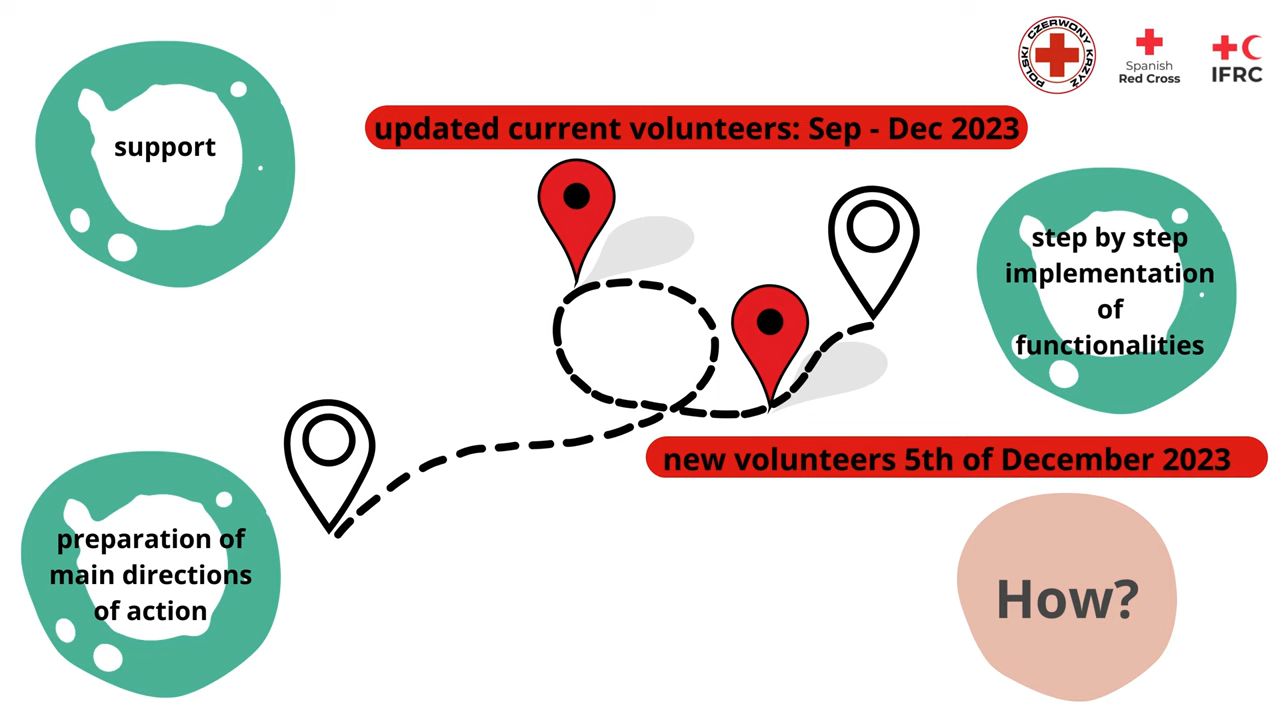 POLSKI CZERWONY KRZYŻ
Spanish
Red Cross
IFRC
updated current volunteers: Sep - Dec 2023
support
step by step
implementation
of
functionalities
new volunteers 5th of December 2023
preparation of
main directions
of action
How?